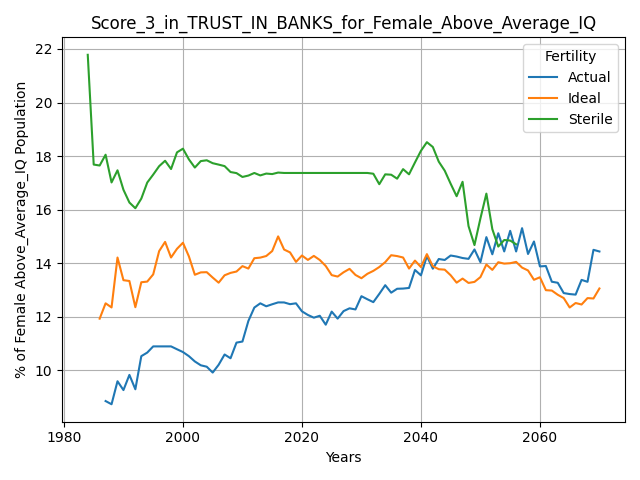 Score_3_in_TRUST_IN_BANKS_for_Female_Above_Average_IQ
% of Female Above_Average_IQ Population
22
20
18
16
14
12
10
Fertility
Actual
Ideal
Sterile
1980
2000
2020
2040
2060
Years